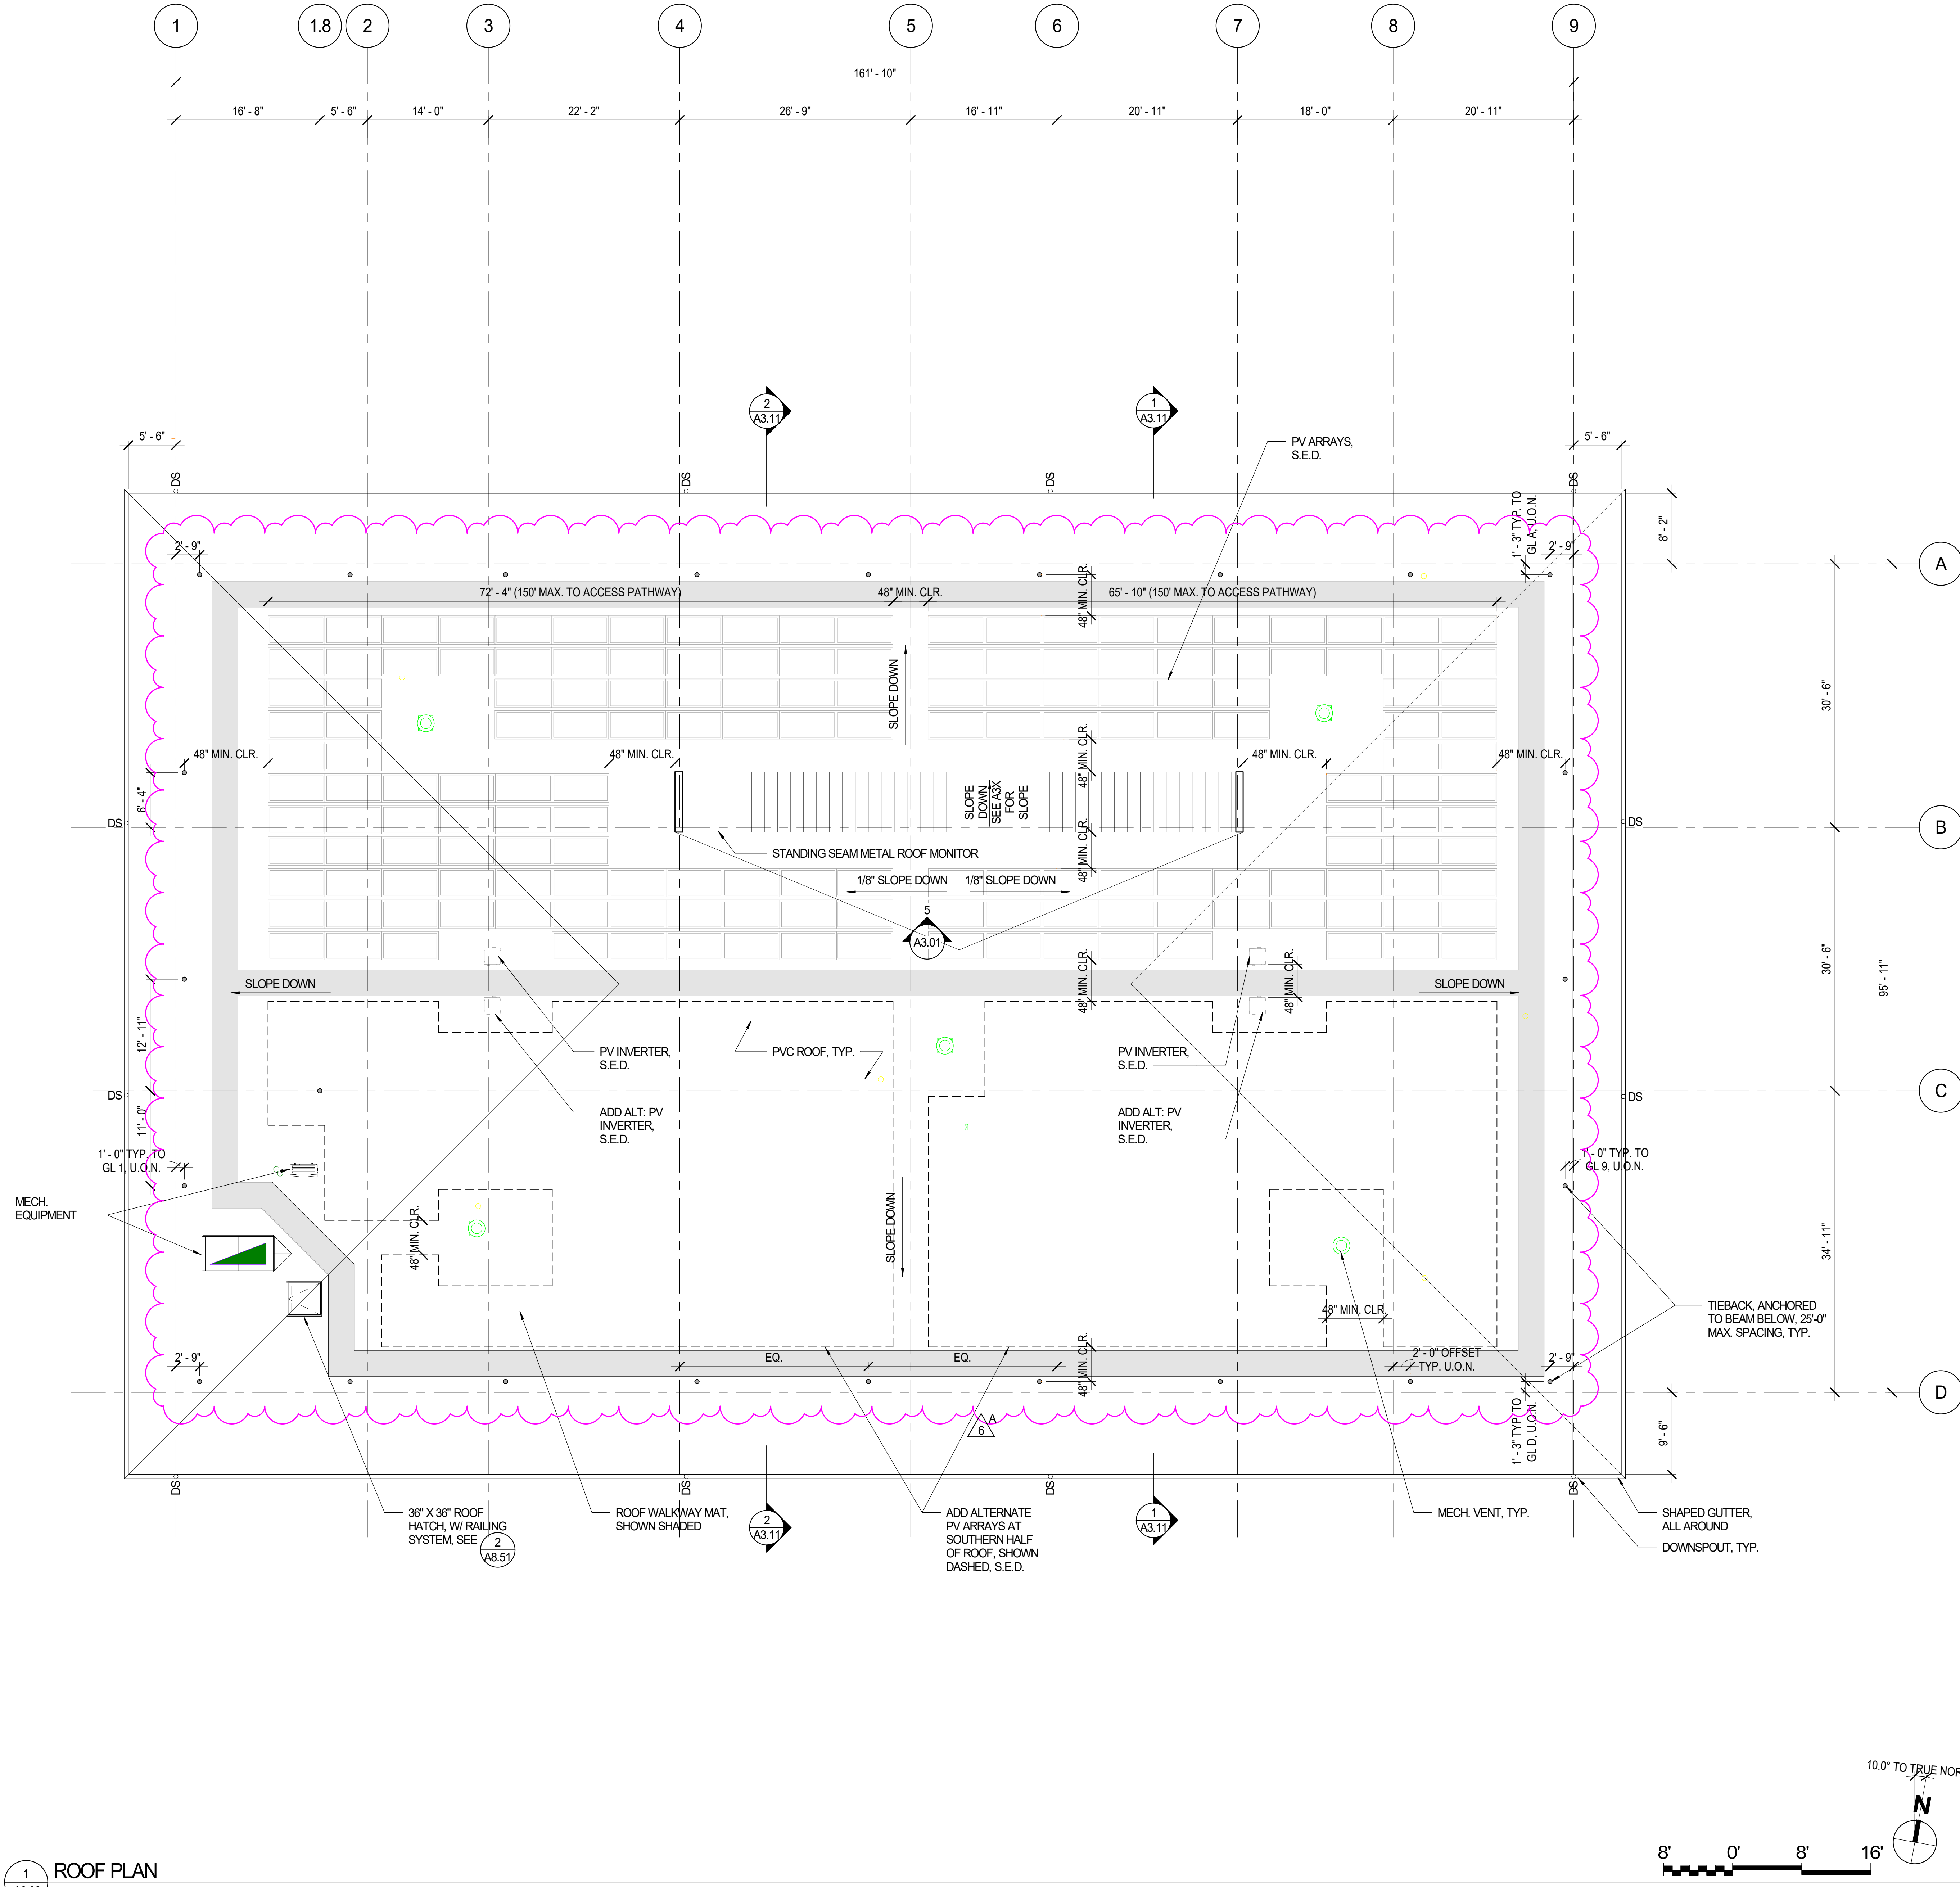 1
1.8
2
3
4
5
6
7
8
9
161' - 10"
16' - 8"
5' - 6"
14' - 0"
22' - 2"
26' - 9"
16' - 11"
20' - 11"
18' - 0"
20' - 11"
2
A3.11
1
A3.11
5' - 6"
PV ARRAYS,
S.E.D.
5' - 6"
DS
DS
DS
DS
1' - 3" TYP. TO
GL A, U.O.N.
8' - 2"
2' - 9"
2' - 9"
A
48" MIN. CLR.
72' - 4" (150' MAX. TO ACCESS PATHWAY)
48" MIN. CLR.
65' - 10" (150' MAX. TO ACCESS PATHWAY)
SLOPE DOWN
30' - 6"
48" MIN. CLR.
48" MIN. CLR.
48" MIN. CLR.
48" MIN. CLR.
48" MIN. CLR.
6' - 4"
SLOPE
DOWN
SEE A3X
FOR
SLOPE
DS
DS
B
48" MIN. CLR.
STANDING SEAM METAL ROOF MONITOR
1/8" SLOPE DOWN
1/8" SLOPE DOWN
5
A3.01
30' - 6"
95' - 11"
48" MIN. CLR.
48" MIN. CLR.
SLOPE DOWN
SLOPE DOWN
12' - 11"
PV INVERTER,
S.E.D.
PVC ROOF, TYP.
PV INVERTER,
S.E.D.
DS
DS
C
11' - 0"
ADD ALT: PV
INVERTER,
S.E.D.
ADD ALT: PV
INVERTER,
S.E.D.
1' - 0" TYP. TO
GL 1, U.O.N.
1' - 0" TYP. TO
GL 9, U.O.N.
MECH.
EQUIPMENT
48" MIN. CLR.
SLOPE DOWN
34' - 11"
48" MIN. CLR.
TIEBACK, ANCHORED
TO BEAM BELOW, 25'-0"
MAX. SPACING, TYP.
2' - 9"
EQ.
EQ.
48" MIN. CLR.
2' - 0" OFFSET
TYP. U.O.N.
2' - 9"
D
A
6
1' - 3" TYP. TO
GL D, U.O.N.
9' - 6"
DS
DS
DS
DS
36" X 36" ROOF
HATCH, W/ RAILING
SYSTEM, SEE
2
A8.51
ROOF WALKWAY MAT,
SHOWN SHADED
2
A3.11
ADD ALTERNATE
PV ARRAYS AT
SOUTHERN HALF
OF ROOF, SHOWN
DASHED, S.E.D.
1
A3.11
MECH. VENT, TYP.
SHAPED GUTTER,
ALL AROUND
DOWNSPOUT, TYP.
10.0° TO TRUE NOR
N
8'
0'
8'
16'
1
ROOF PLAN